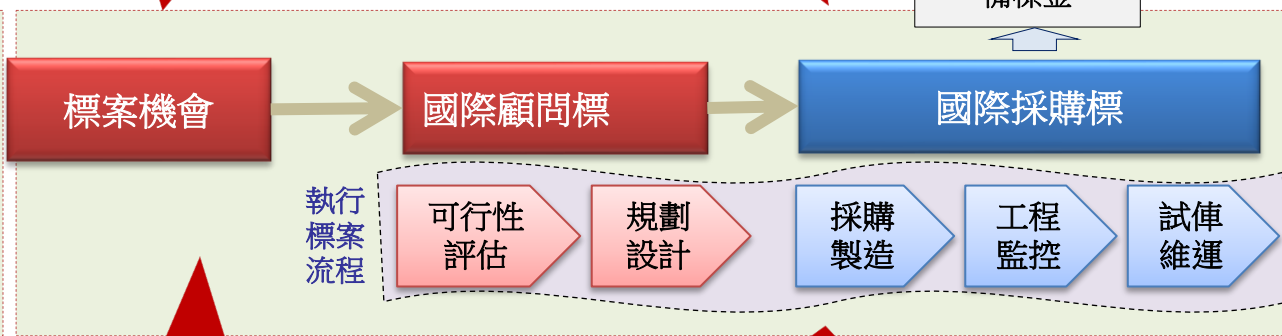 標案機會
國際顧問標
國際採購標
執行
標案
流程
可行性
評估
規劃
設計
採購
製造
工程
監控
試俥
維運